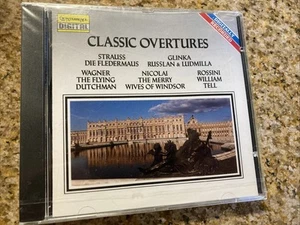 DIGITAL
CLASSIC OVERTURES
STRAUSS
DIE FLEDERMAUS
GLINKA
RUSSLAN & LUDMILLA
WAGNER
THE FLYING
DUTCHMAN
NICOLAI
THE MERRY
WIVES OF WINDSOR
ROSSINI
WILLIAM
TELL